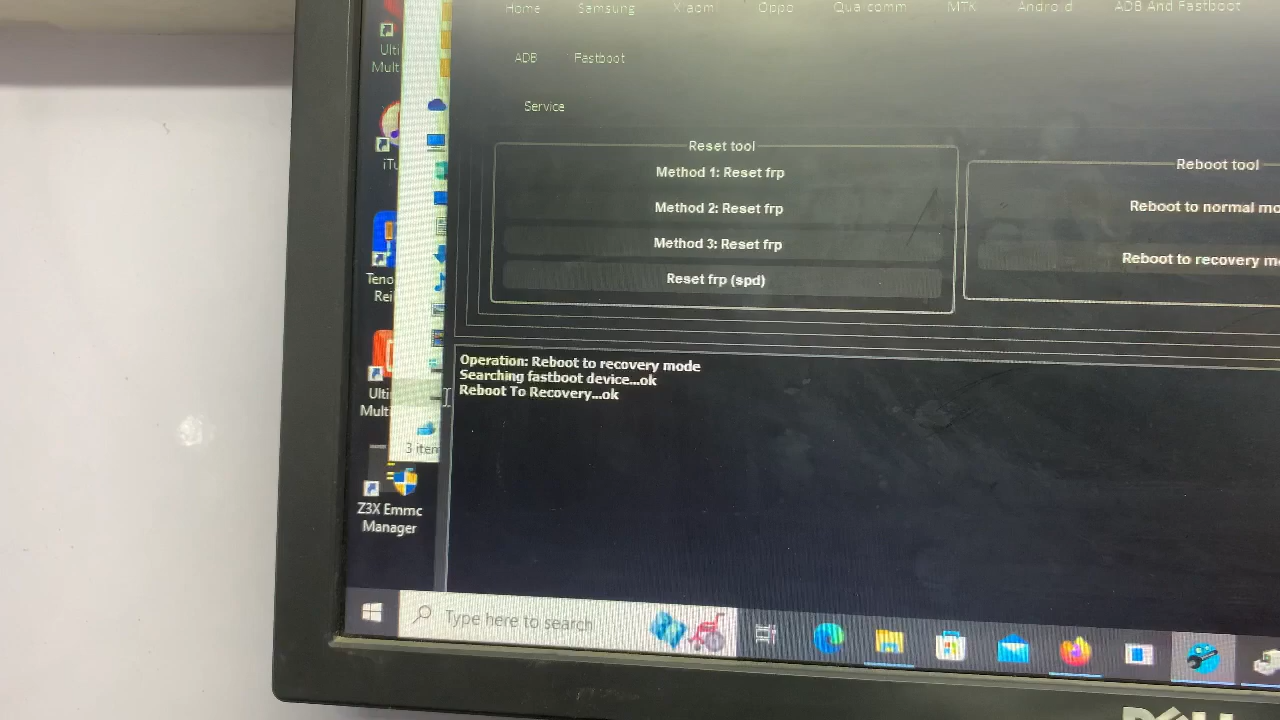 Home Samsung Xiaomi Oppo Qualcomm MTK Android ADB And Fastboot
ADB Fastboot
Service
Reset tool
Method 1: Reset frp
Method 2: Reset frp
Method 3: Reset frp
Reset frp (spd)
Reboot tool
Reboot to normal mo
Reboot to recovery m
Operation: Reboot to recovery mode
Searching fastboot device...ok
Reboot To Recovery...ok
Ulti
Mult
iTu
Teno
Rei
Ulti
Mult
3 item
Z3X Emmc
Manager
Type here to search
DELL